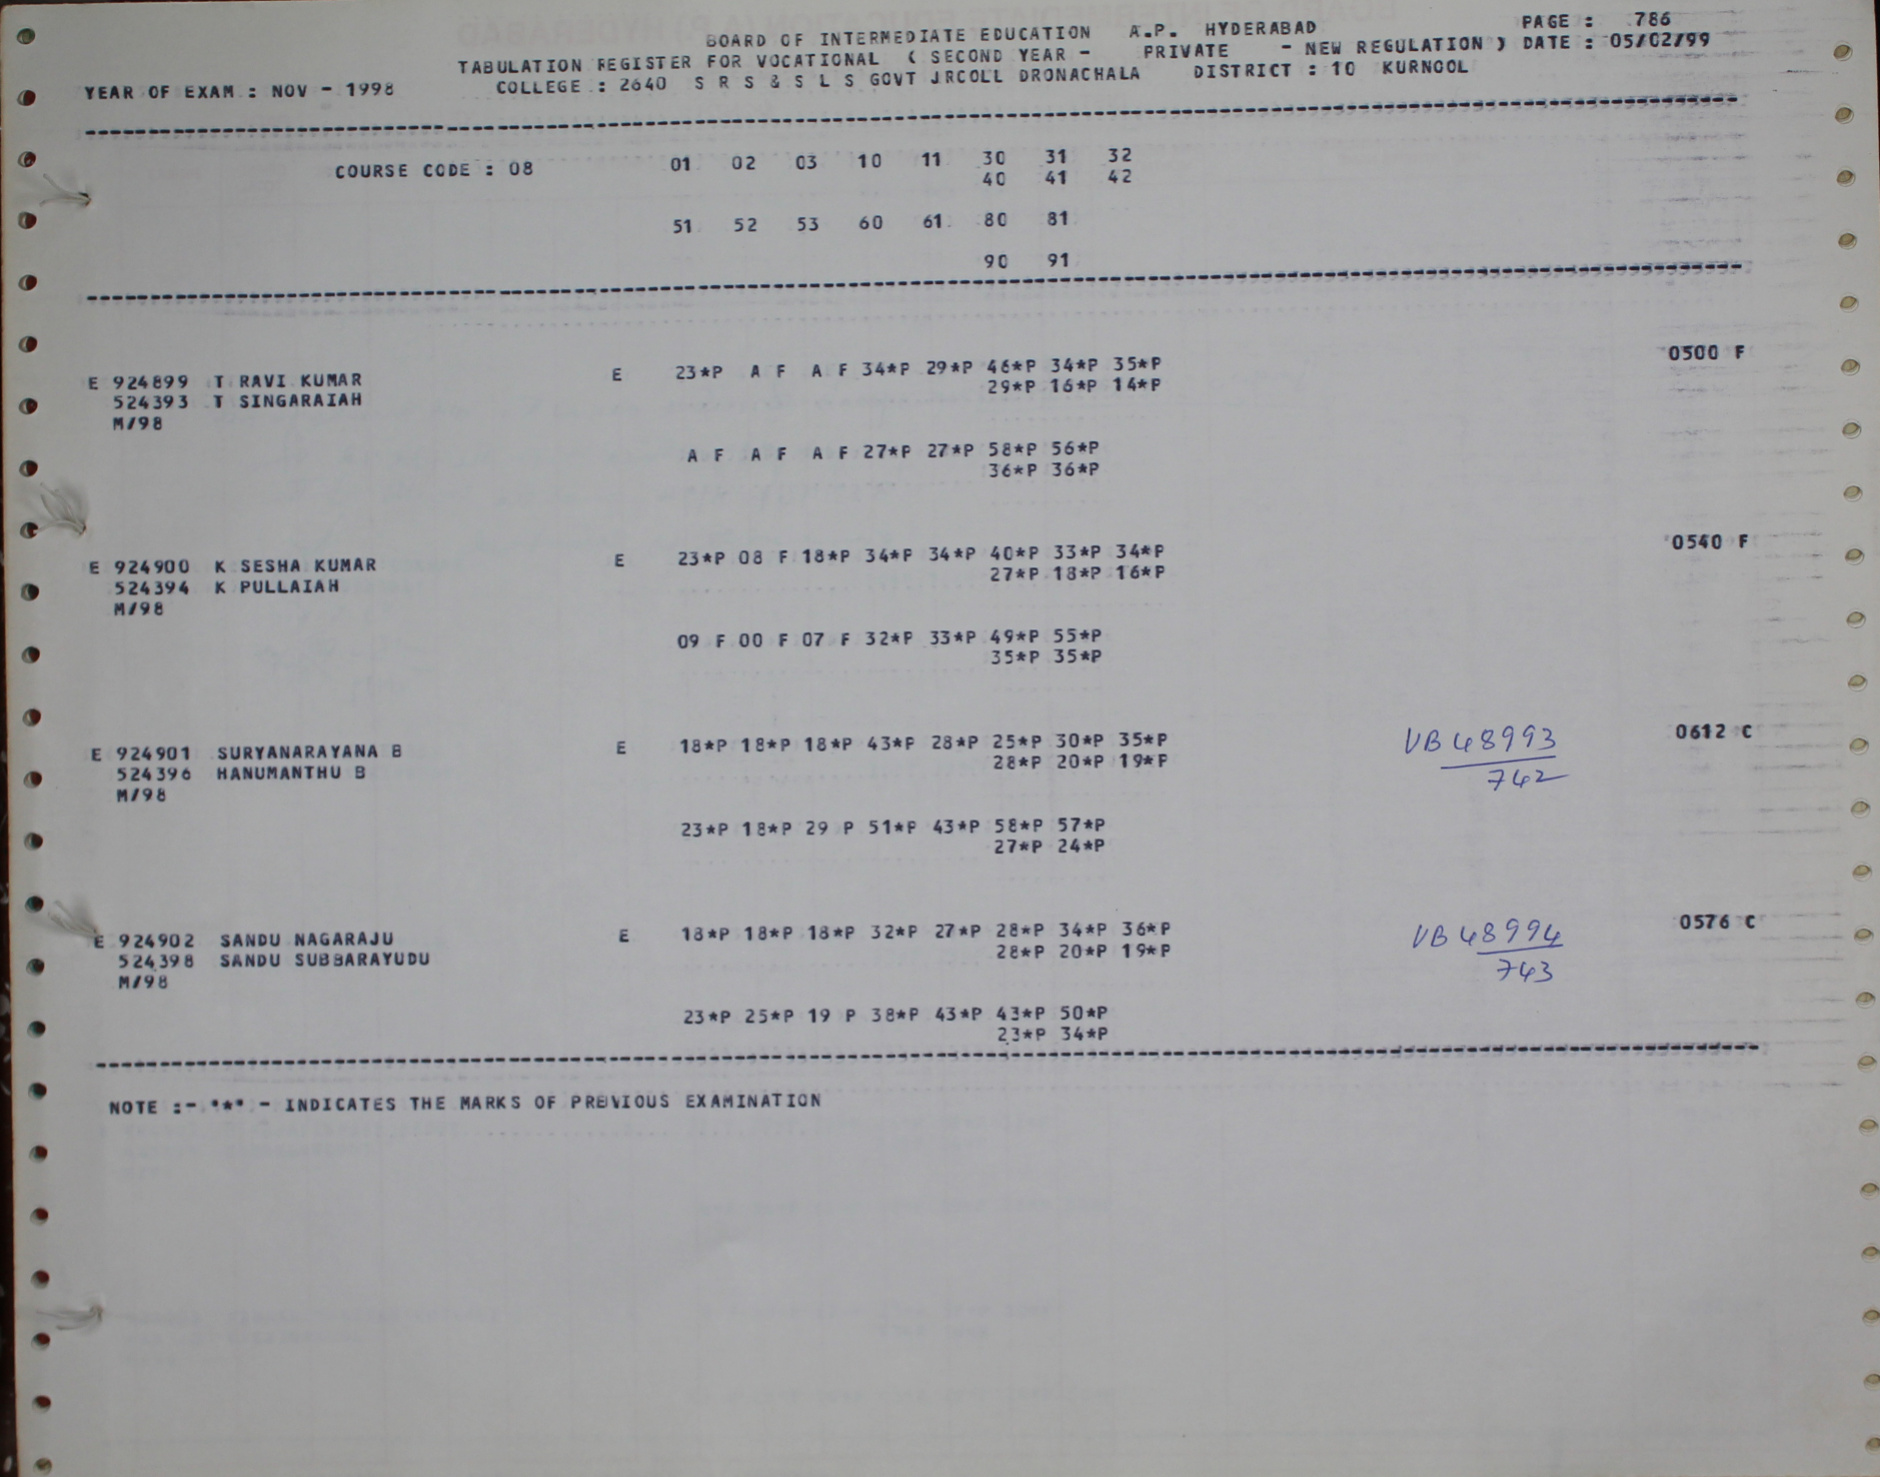 BOARD OF INTERMEDIATE EDUCATION A.P. HYDERABAD PAGE : 786
TABULATION REGISTER FOR VOCATIONAL ( SECOND YEAR - PRIVATE - NEW REGULATION ) DATE : 05/02/99
YEAR OF EXAM : NOV - 1998 COLLEGE : 2640 S R S & S L S GOVT JRCOLL DRONACHALA DISTRICT : 10 KURNOOL
COURSE CODE : 08 01 02 03 10 11 30 31 32
40 41 42
51 52 53 60 61 80 81
90 91
E 924899 T RAVI KUMAR E 23*P A F A F 34*P 29*P 46*P 34*P 35*P 0500 F
524393 T SINGARAIAH 29*P 16*P 14*P
M/98
A F A F A F 27*P 27*P 58*P 56*P
36*P 36*P
E 924900 K SESHA KUMAR E 23*P 08 F 18*P 34*P 34*P 40*P 33*P 34*P 0540 F
524394 K PULLAIAH 27*P 18*P 16*P
M/98
09 F 00 F 07 F 32*P 33*P 49*P 55*P
35*P 35*P
E 924901 SURYANARAYANA B E 18*P 18*P 18*P 43*P 28*P 25*P 30*P 35*P VB48993 0612 C
524396 HANUMANTHU B 28*P 20*P 19*P 742
M/98
23*P 18*P 29 P 51*P 43*P 58*P 57*P
27*P 24*P
E 924902 SANDU NAGARAJU E 18*P 18*P 18*P 32*P 27*P 28*P 34*P 36*P VB48994 0576 C
524398 SANDU SUBBARAYUDU 28*P 20*P 19*P 743
M/98
23*P 25*P 19 P 38*P 43*P 43*P 50*P
23*P 34*P
NOTE :- "*" - INDICATES THE MARKS OF PREVIOUS EXAMINATION